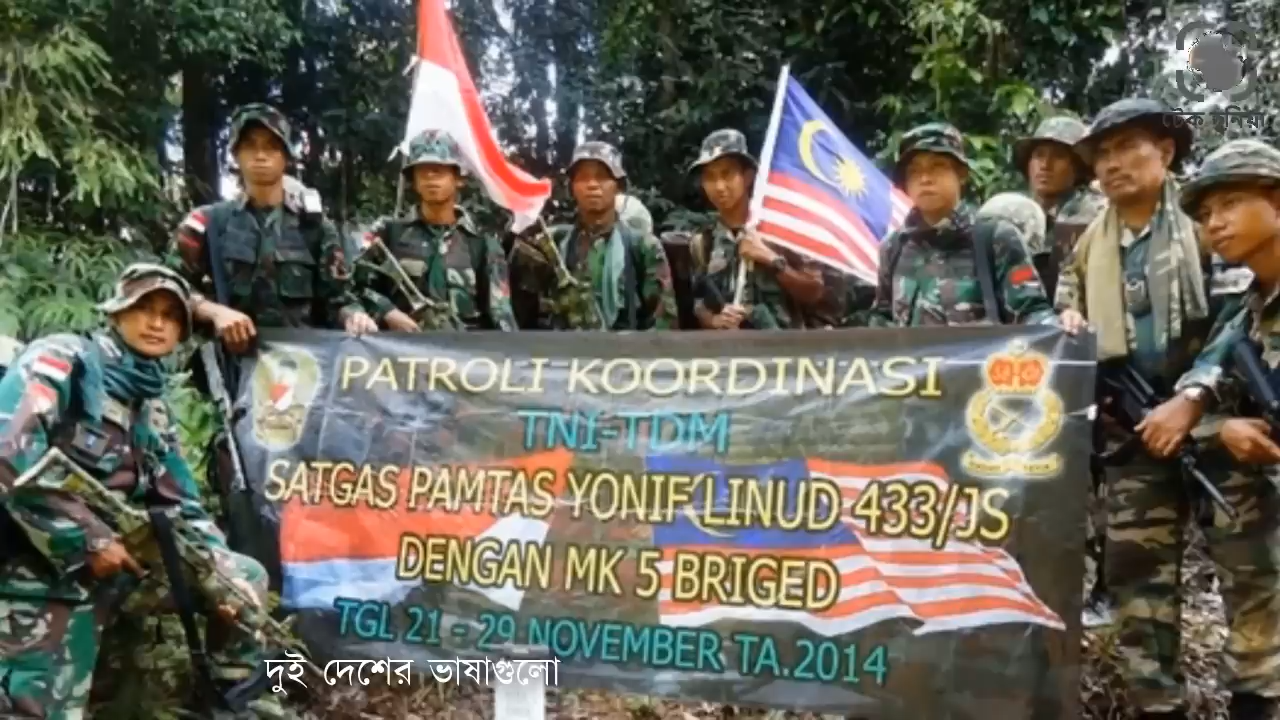 টেক দুনিয়া
PATROLI KOORDINASI
TNI-TDM
SATGAS PAMTAS YONIF LINUD 433/JS
DENGAN MK 5 BRIGED
TGL 21 - 29 NOVEMBER TA.2014
দুই দেশের ভাষাগুলো